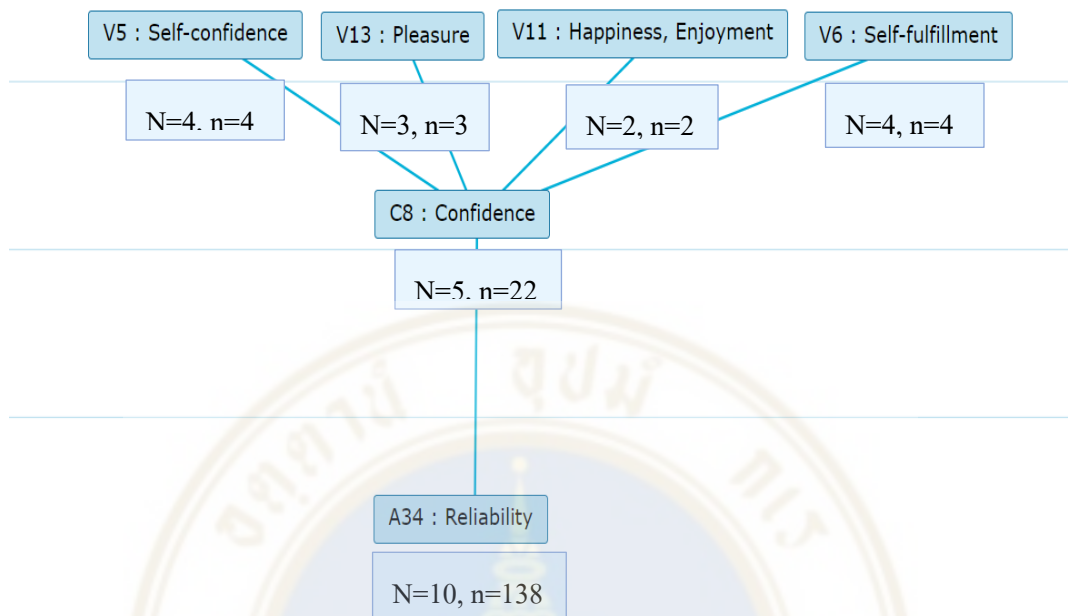 V5 : Self-confidence
V13 : Pleasure
V11 : Happiness, Enjoyment
V6 : Self-fulfillment
N=4, n=4
N=3, n=3
N=2, n=2
N=4, n=4
C8 : Confidence
N=5, n=22
A34 : Reliability
N=10, n=138